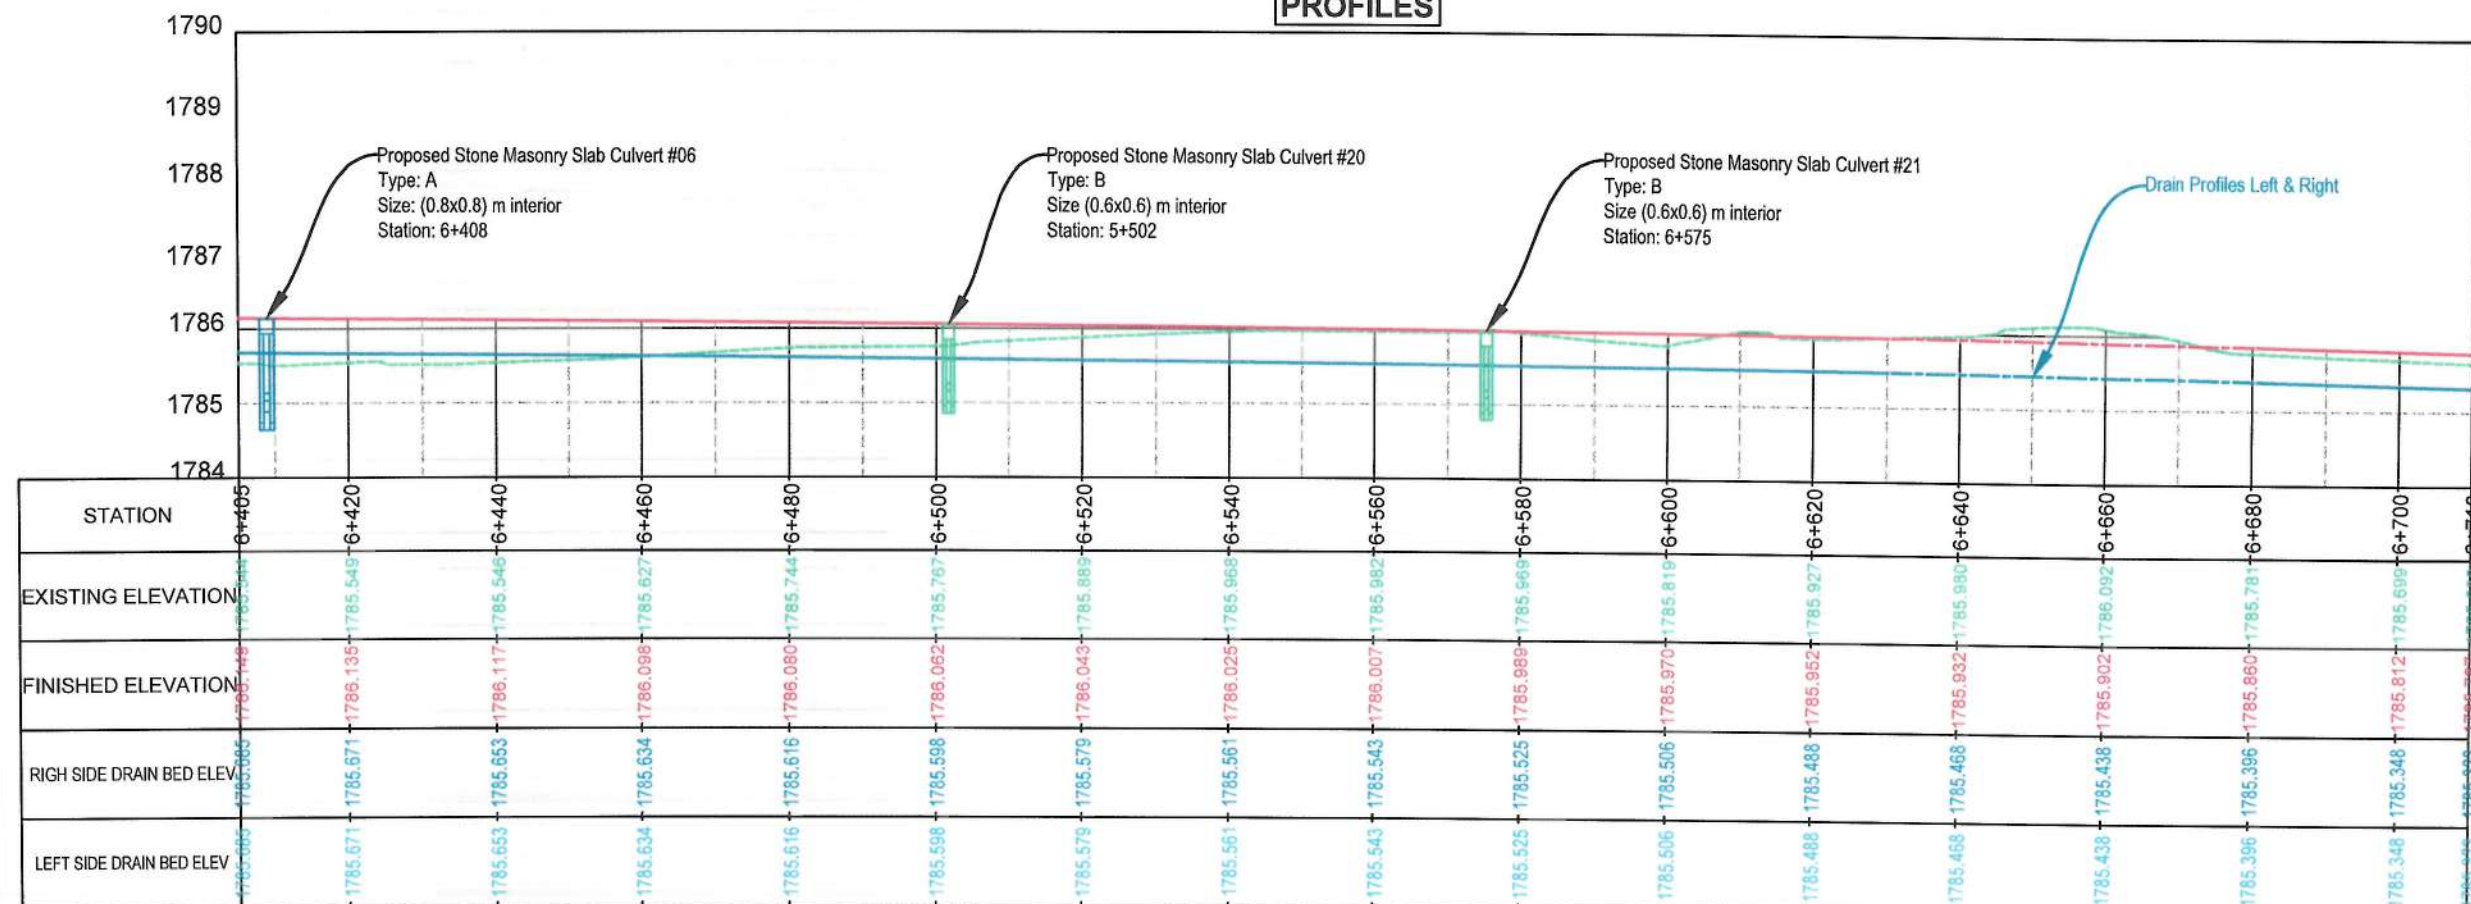 PROFILES
1790
1789
1788
1787
1786
1785
1784
Proposed Stone Masonry Slab Culvert #06
Type: A
Size: (0.8x0.8) m interior
Station: 6+408
Proposed Stone Masonry Slab Culvert #20
Type: B
Size (0.6x0.6) m interior
Station: 5+502
Proposed Stone Masonry Slab Culvert #21
Type: B
Size (0.6x0.6) m interior
Station: 6+575
Drain Profiles Left & Right
STATION 6+405 6+420 6+440 6+460 6+480 6+500 6+520 6+540 6+560 6+580 6+600 6+620 6+640 6+660 6+680 6+700
EXISTING ELEVATION 1785.549 1785.546 1785.627 1785.744 1785.767 1785.889 1785.968 1785.982 1785.969 1785.819 1785.927 1785.980 1786.092 1785.781 1785.699
FINISHED ELEVATION 1786.148 1786.135 1786.117 1786.098 1786.080 1786.062 1786.043 1786.025 1786.007 1785.989 1785.970 1785.952 1785.932 1785.902 1785.860 1785.812
RIGH SIDE DRAIN BED ELEV 1785.685 1785.671 1785.653 1785.634 1785.616 1785.598 1785.579 1785.561 1785.543 1785.525 1785.506 1785.488 1785.468 1785.438 1785.396 1785.348
LEFT SIDE DRAIN BED ELEV 1785.685 1785.671 1785.653 1785.634 1785.616 1785.598 1785.579 1785.561 1785.543 1785.525 1785.506 1785.488 1785.468 1785.438 1785.396 1785.348